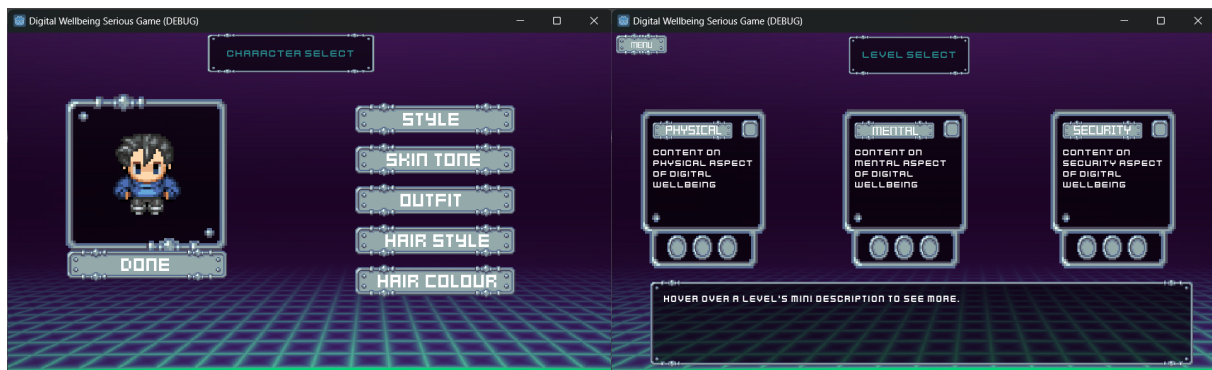 Digital Wellbeing Serious Game (DEBUG)
CHARACTER SELECT
STYLE
SKIN TONE
OUTFIT
HAIR STYLE
HAIR COLOUR
DONE
Digital Wellbeing Serious Game (DEBUG)
MENU
LEVEL SELECT
PHYSICAL
CONTENT ON
PHYSICAL ASPECT
OF DIGITAL
WELLBEING
MENTAL
CONTENT ON
MENTAL ASPECT
OF DIGITAL
WELLBEING
SECURITY
CONTENT ON
SECURITY ASPECT
OF DIGITAL
WELLBEING
HOVER OVER A LEVEL'S MINI DESCRIPTION TO SEE MORE.